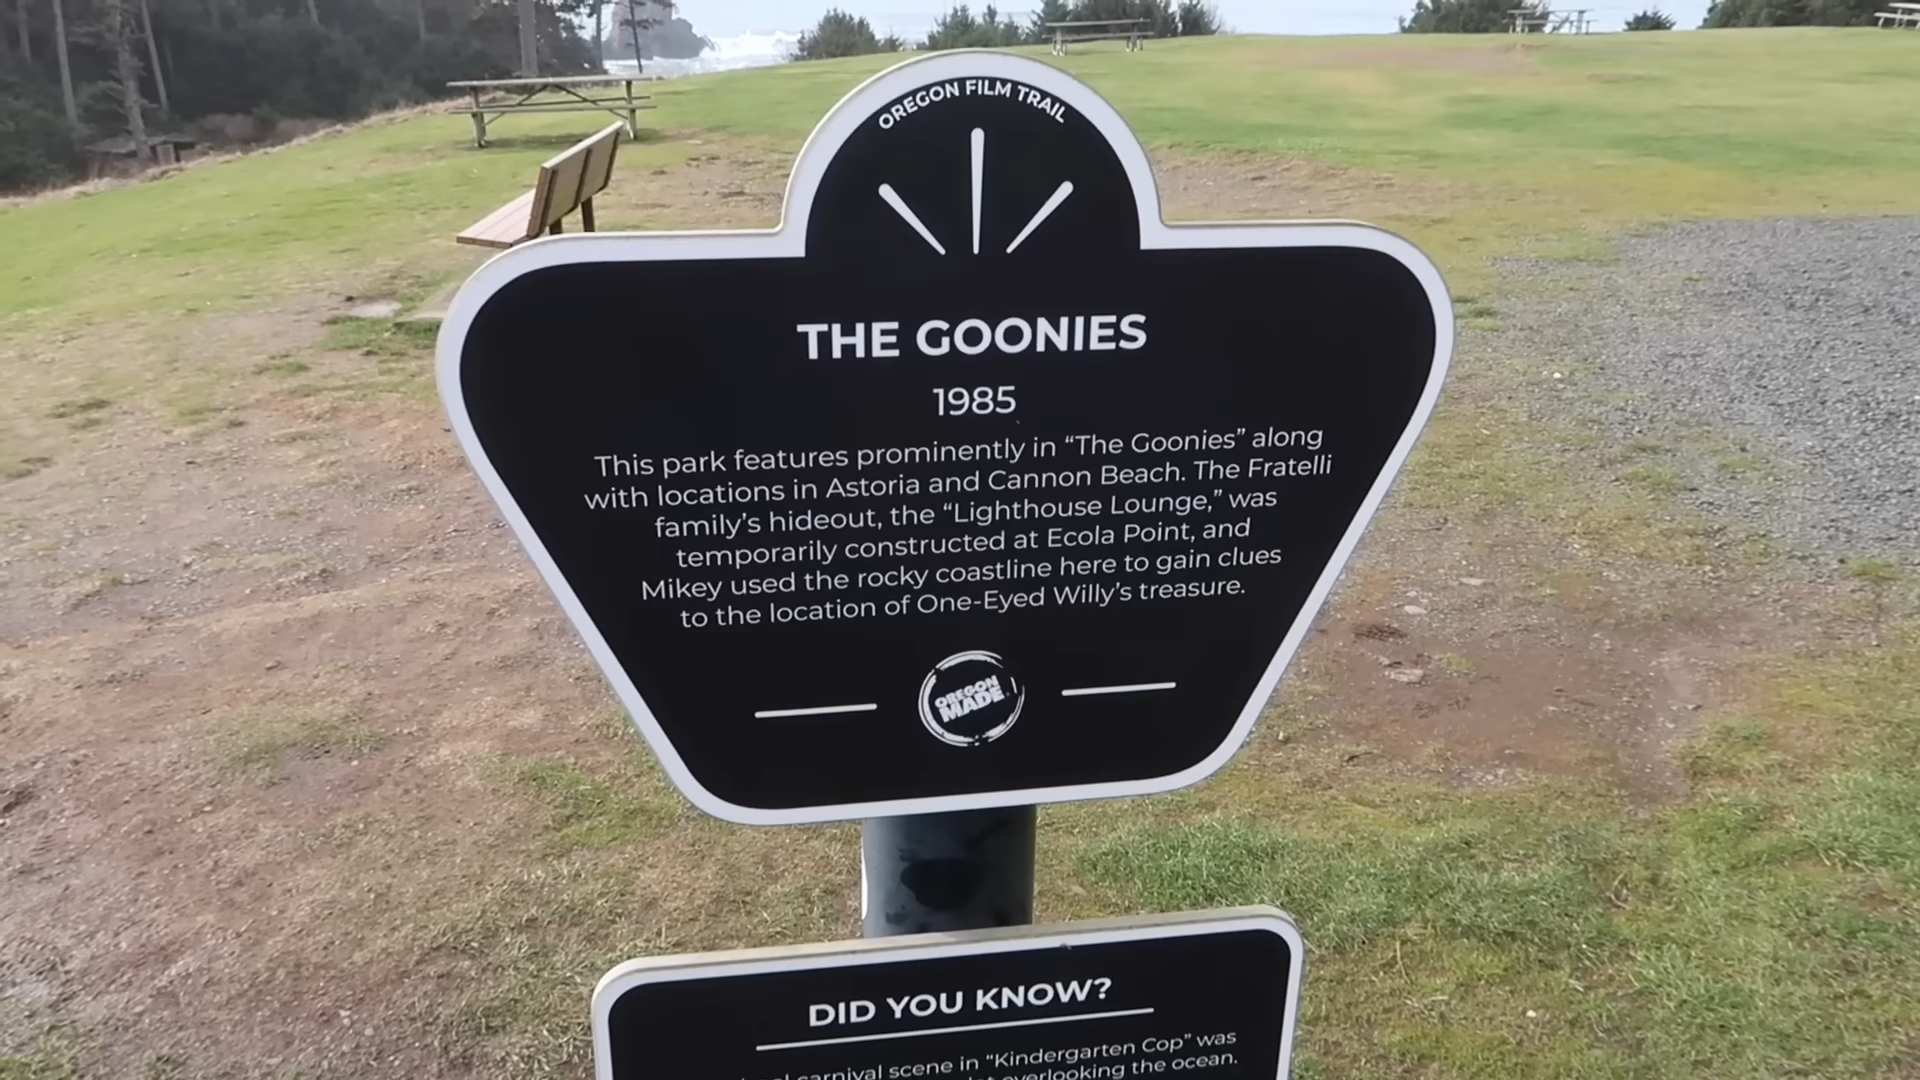 OREGON FILM TRAIL
THE GOONIES
1985
This park features prominently in “The Goonies” along
with locations in Astoria and Cannon Beach. The Fratelli
family’s hideout, the “Lighthouse Lounge,” was
temporarily constructed at Ecola Point, and
Mikey used the rocky coastline here to gain clues
to the location of One-Eyed Willy’s treasure.
OREGON
MADE
DID YOU KNOW?
carnival scene in “Kindergarten Cop” was
overlooking the ocean.